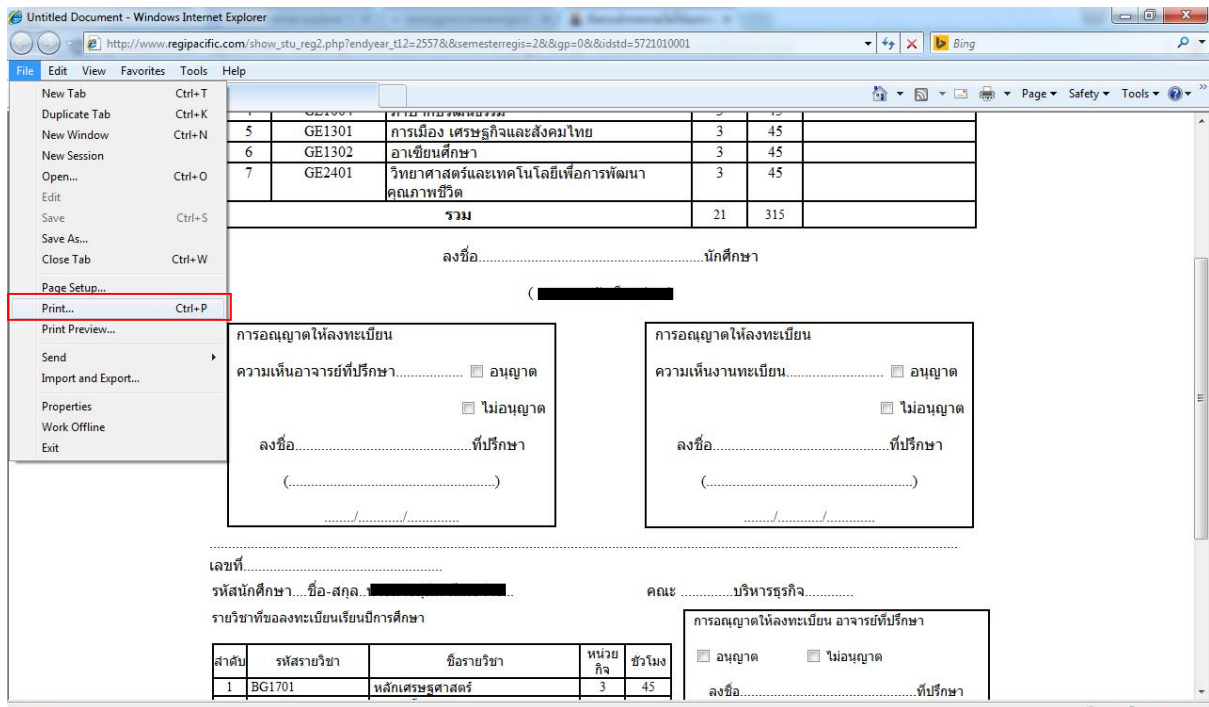 Untitled Document - Windows Internet Explorer
http://www.regipacific.com/show_stu_reg2.php?endyear_t12=2557&&semesterregis=2&&gp=0&&idstd=5721010001
Bing
File Edit View Favorites Tools Help
Page Safety Tools
New Tab Ctrl+T
Duplicate Tab Ctrl+K
New Window Ctrl+N
New Session
Open... Ctrl+O
Edit
Save Ctrl+S
Save As...
Close Tab Ctrl+W
Page Setup...
Print... Ctrl+P
Print Preview...
Send
Import and Export...
Properties
Work Offline
Exit
5 GE1301 การเมือง เศรษฐกิจและสังคมไทย 3 45
6 GE1302 อาเซียนศึกษา 3 45
7 GE2401 วิทยาศาสตร์และเทคโนโลยีเพื่อการพัฒนา 3 45
คุณภาพชีวิต
รวม 21 315
ลงชื่อ.......................................................นักศึกษา
(
การอณุญาตให้ลงทะเบียน
ความเห็นอาจารย์ที่ปรึกษา................. อนุญาต
ไม่อนุญาต
ลงชื่อ...........................................ที่ปรึกษา
(....................................................)
......../.........../.............
การอณุญาตให้ลงทะเบียน
ความเห็นงานทะเบียน........................ อนุญาต
ไม่อนุญาต
ลงชื่อ...........................................ที่ปรึกษา
(....................................................)
......../.........../.............
เลขที่.................................................
รหัสนักศึกษา....ชื่อ-สกุล.. คณะ .............บริหารธุรกิจ............
รายวิชาที่ขอลงทะเบียนเรียนปีการศึกษา
ลำดับ รหัสรายวิชา ชื่อรายวิชา หน่วยกิจ ชั่วโมง
1 BG1701 หลักเศรษฐศาสตร์ 3 45
การอณุญาตให้ลงทะเบียน อาจารย์ที่ปรึกษา
อนุญาต ไม่อนุญาต
ลงชื่อ...........................................ที่ปรึกษา